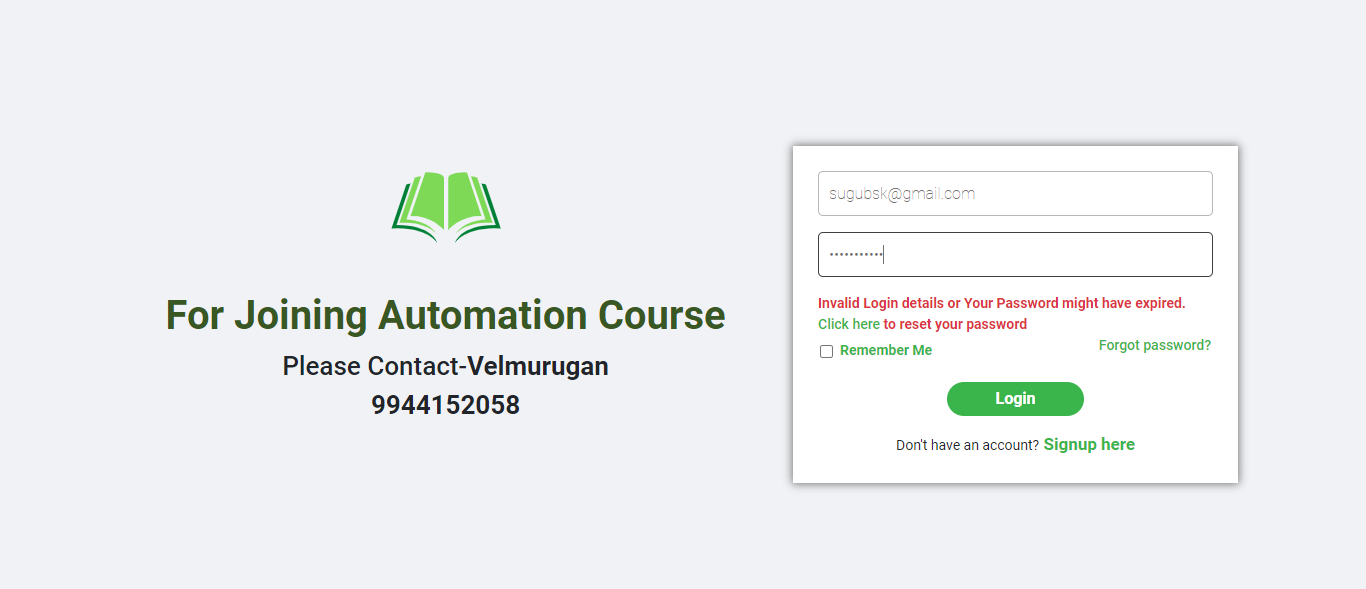 For Joining Automation Course
Please Contact-Velmurugan
9944152058
sugubsk@gmail.com
•••••••••••
Invalid Login details or Your Password might have expired.
Click here to reset your password
Remember Me
Forgot password?
Login
Don't have an account? Signup here